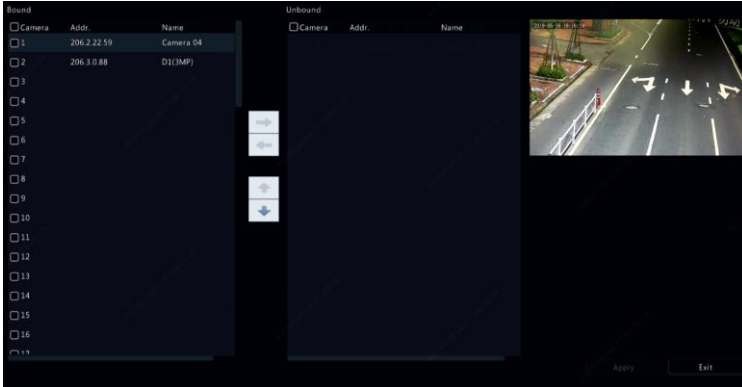 Bound
Camera Addr. Name
1 206.2.22.59 Camera 04
2 206.3.0.88 D1(3MP)
3
4
5
6
7
8
9
10
11
12
13
14
15
16
17
Unbound
Camera Addr. Name
Apply
Exit